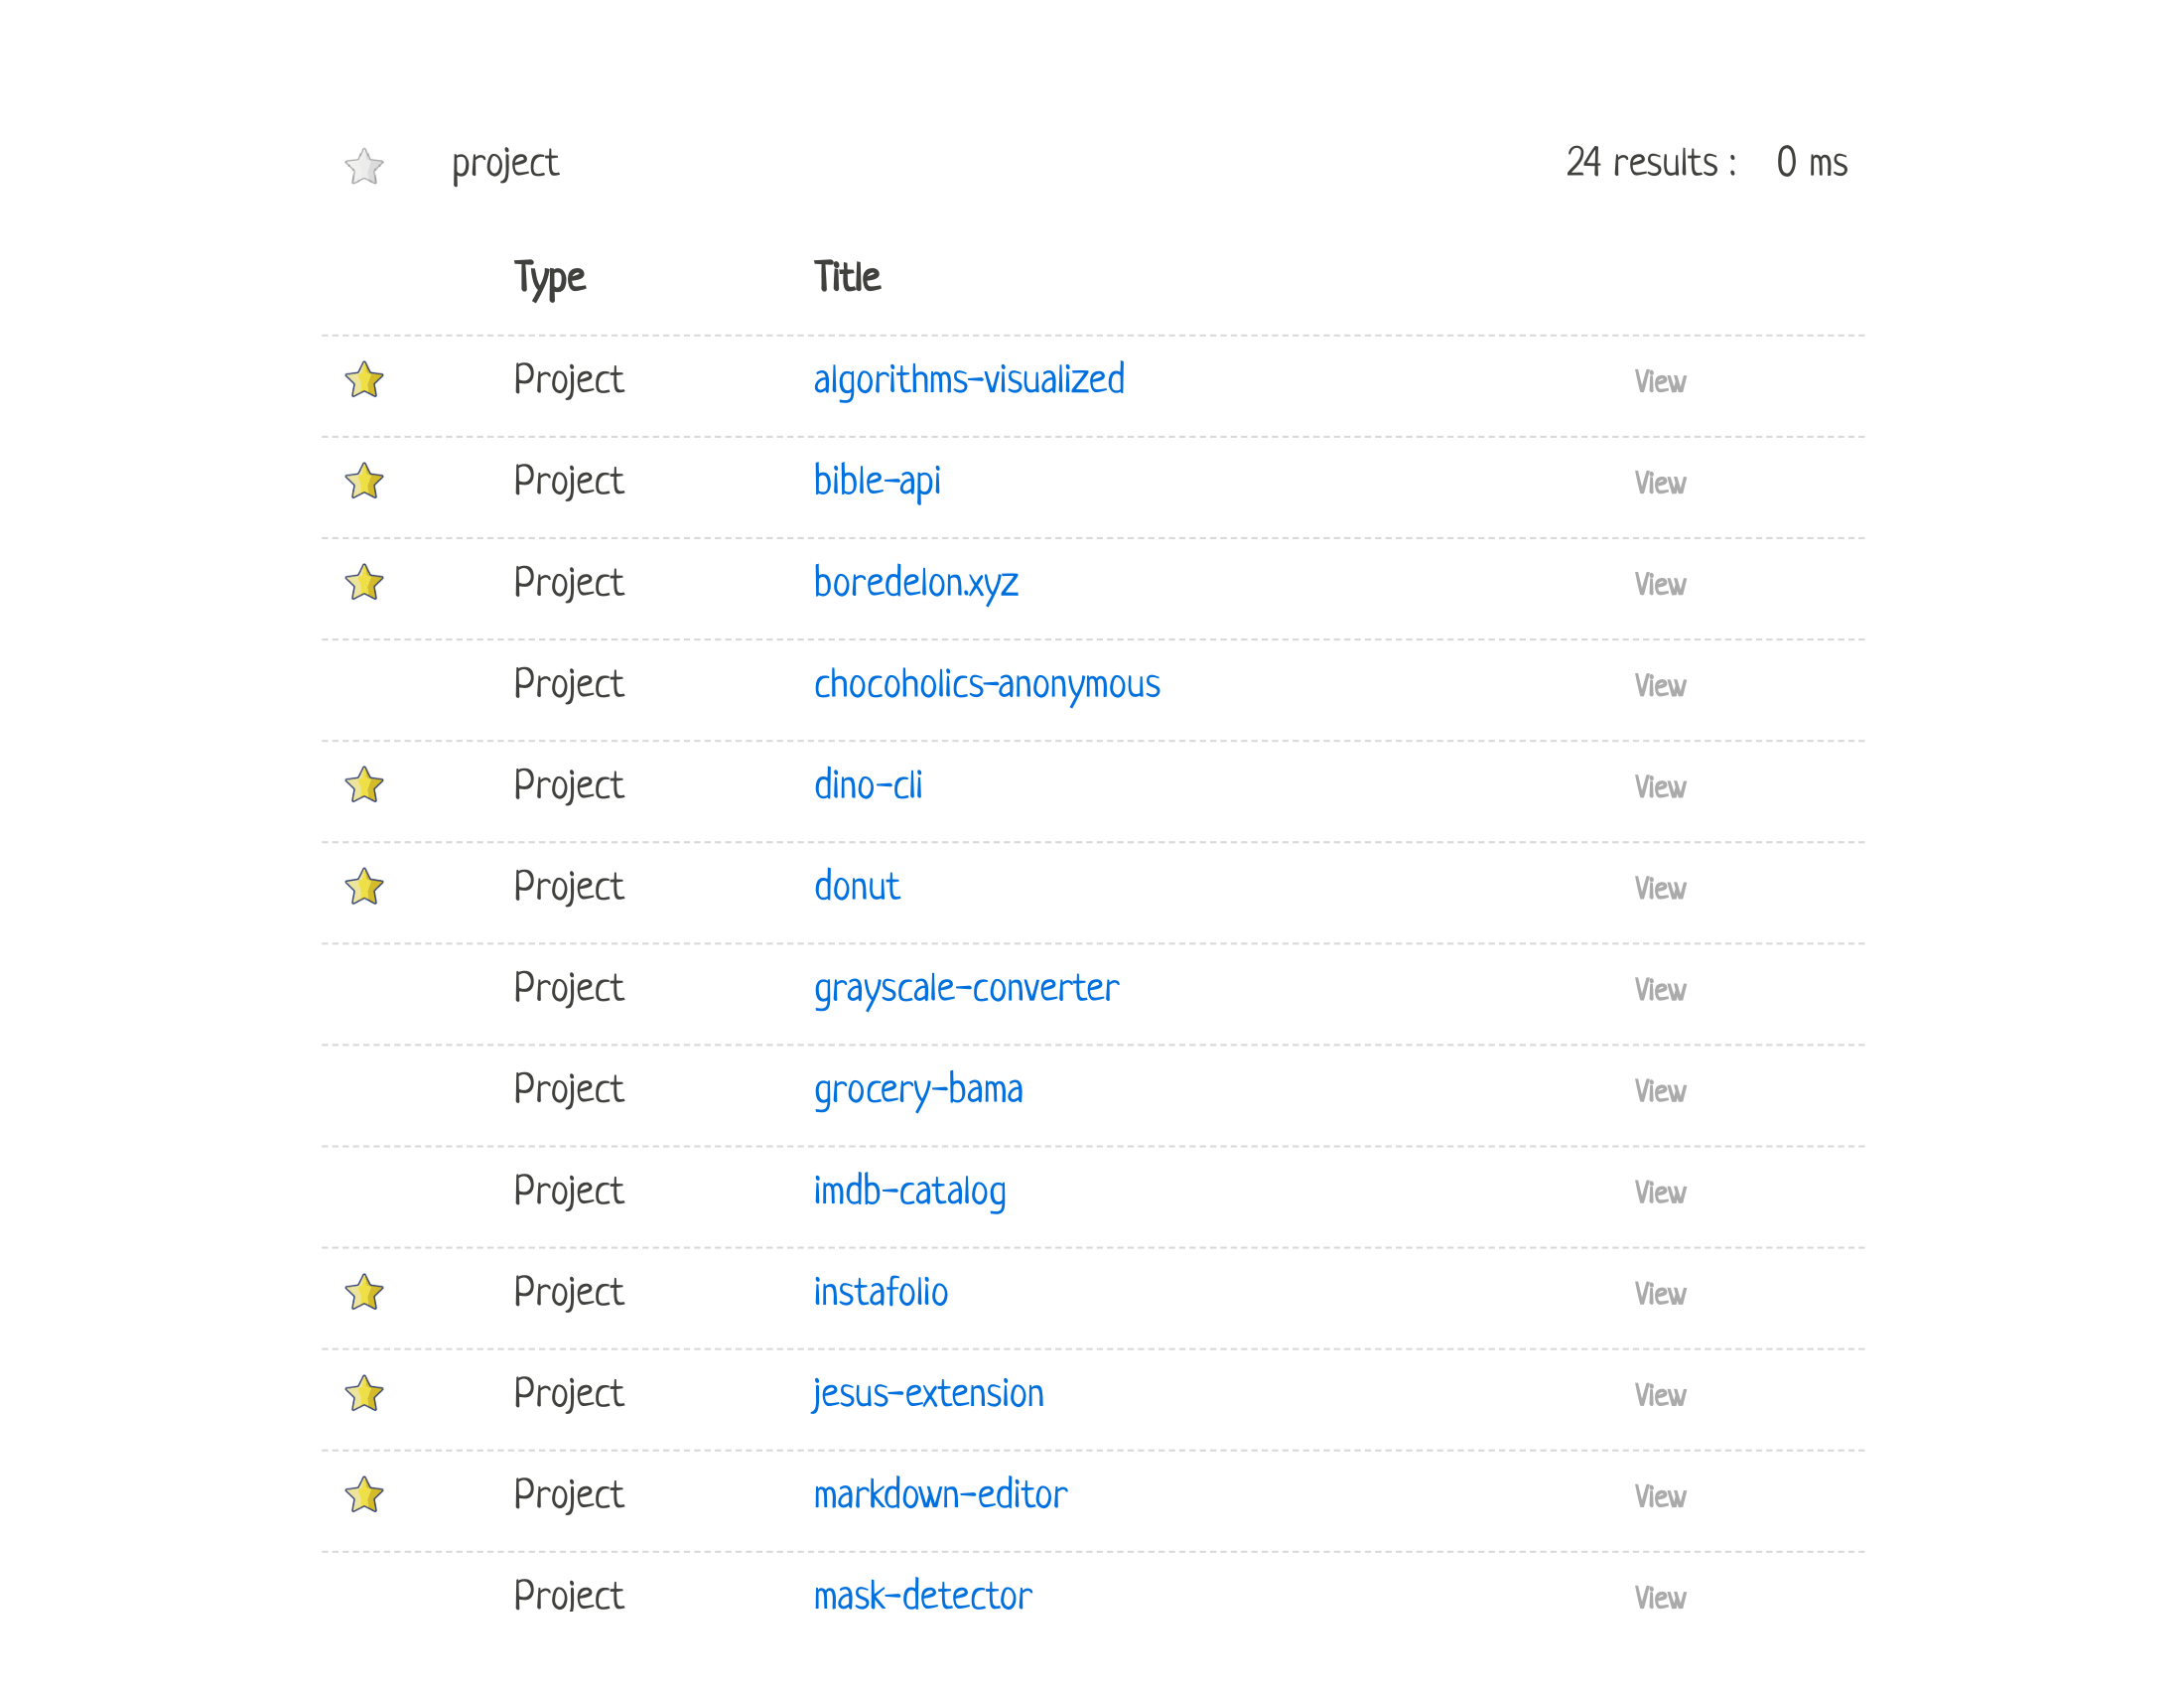 project 24 results : 0 ms
Type Title
Project algorithms-visualized View
Project bible-api View
Project boredelon.xyz View
Project chocoholics-anonymous View
Project dino-cli View
Project donut View
Project grayscale-converter View
Project grocery-bama View
Project imdb-catalog View
Project instafolio View
Project jesus-extension View
Project markdown-editor View
Project mask-detector View